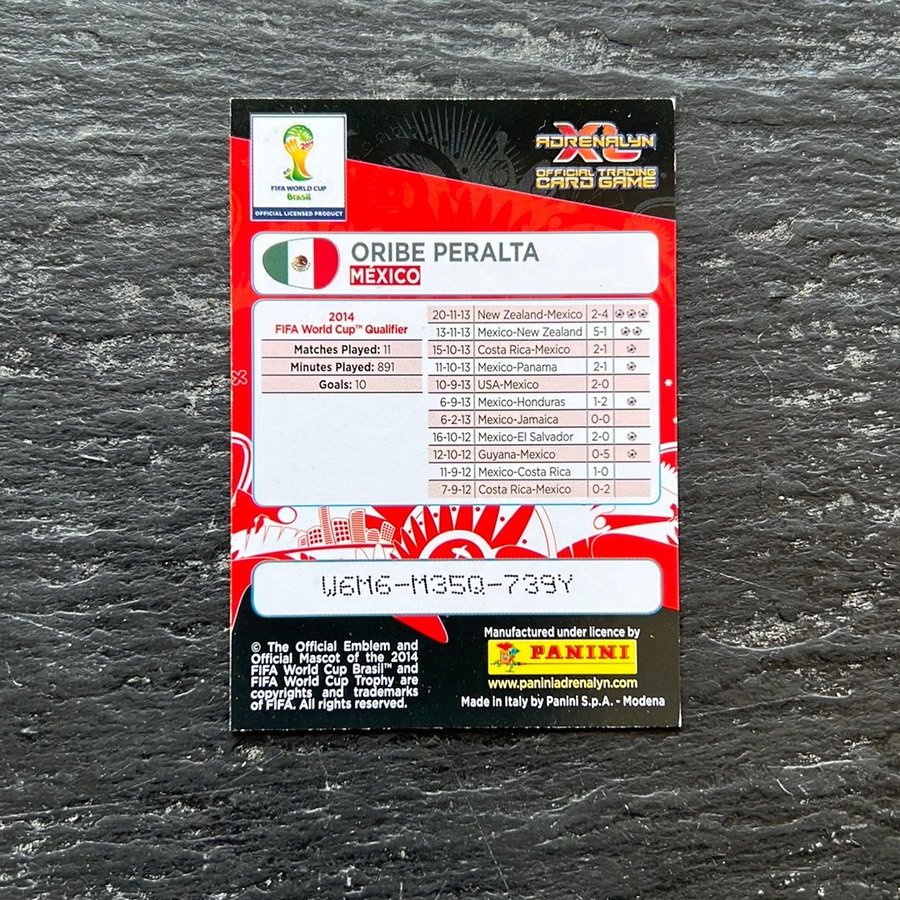 ADRENALYN
XL
OFFICIAL TRADING
CARD GAME
FIFA WORLD CUP
Brasil
OFFICIAL LICENSED PRODUCT
ORIBE PERALTA
MÉXICO
2014
FIFA World Cup™ Qualifier
Matches Played: 11
Minutes Played: 891
Goals: 10
20-11-13 New Zealand-Mexico 2-4
13-11-13 Mexico-New Zealand 5-1
15-10-13 Costa Rica-Mexico 2-1
11-10-13 Mexico-Panama 2-1
10-9-13 USA-Mexico 2-0
6-9-13 Mexico-Honduras 1-2
6-2-13 Mexico-Jamaica 0-0
16-10-12 Mexico-El Salvador 2-0
12-10-12 Guyana-Mexico 0-5
11-9-12 Mexico-Costa Rica 1-0
7-9-12 Costa Rica-Mexico 0-2
W6M6-M35Q-739Y
© The Official Emblem and
Official Mascot of the 2014
FIFA World Cup Brasil™ and
FIFA World Cup Trophy are
copyrights and trademarks
of FIFA. All rights reserved.
Manufactured under licence by
PANINI
www.paniniadrenalyn.com
Made in Italy by Panini S.p.A. - Modena